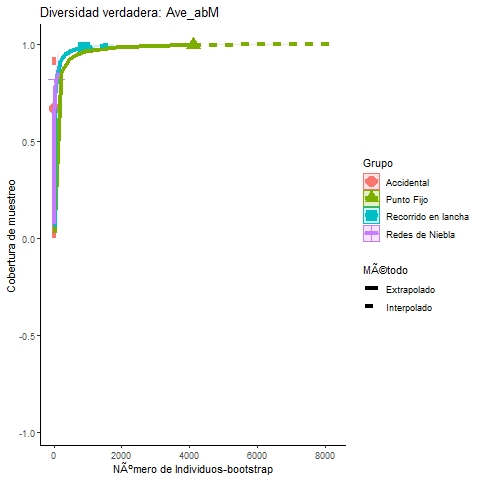 Diversidad verdadera: Ave_abM
1.0
0.5
0.0
-0.5
-1.0
Cobertura de muestreo
0
2000
4000
6000
8000
NÃºmero de Individuos-bootstrap
Grupo
Accidental
Punto Fijo
Recorrido en lancha
Redes de Niebla
MÃ©todo
Extrapolado
Interpolado